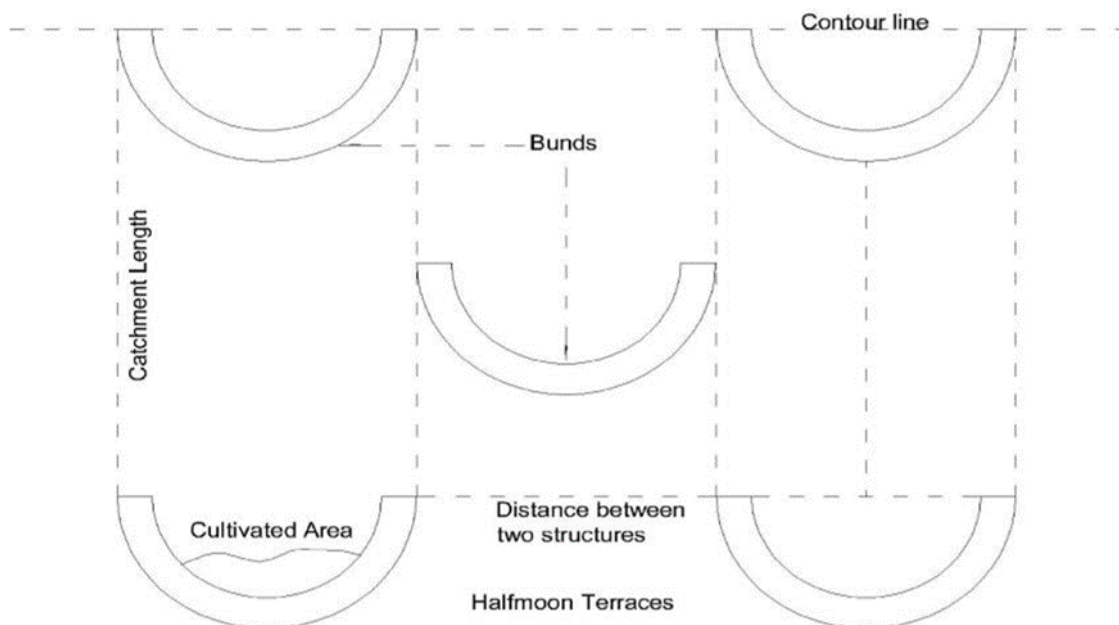 Contour line
Bunds
Catchment Length
Cultivated Area
Distance between
two structures
Halfmoon Terraces